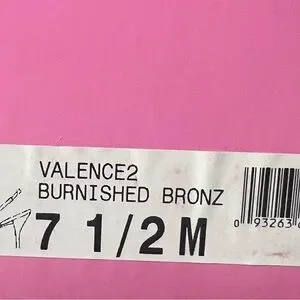 VALENCE2
BURNISHED BRONZ
7 1/2 M
0 93263